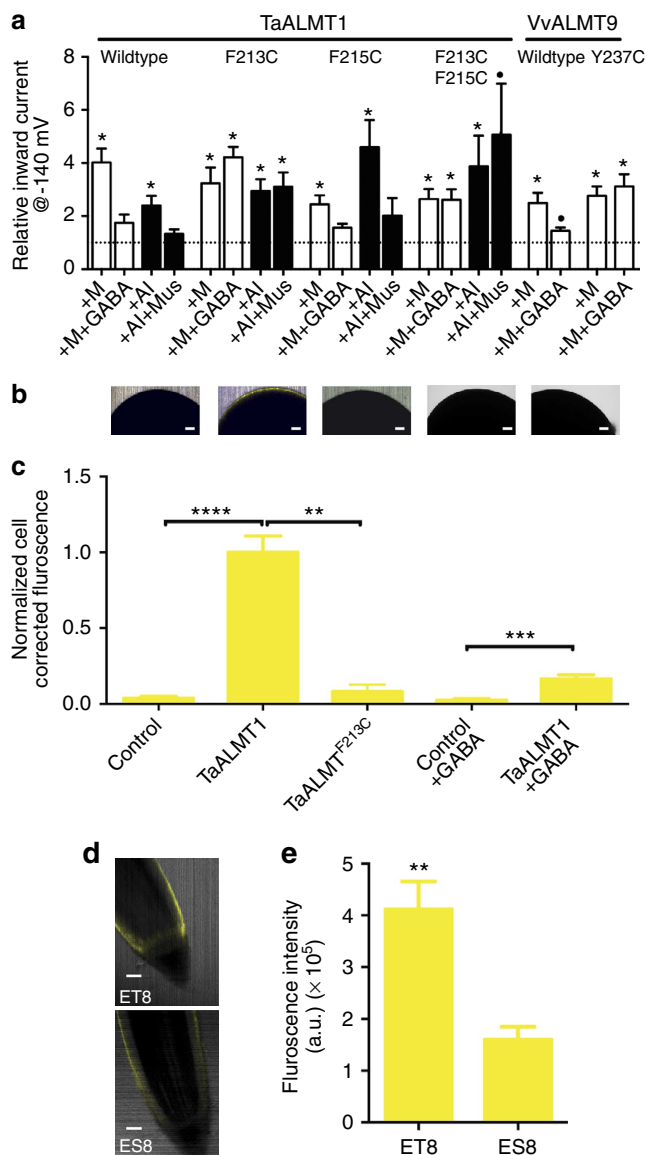 a
TaALMT1
VvALMT9
Wildtype
F213C
F215C
F213C
F215C
Wildtype
Y237C
Relative inward current
@ -140 mV
8
6
4
2
0
*
*
*
*
*
*
*
*
*
*
*
•
*
•
*
*
+M
+M+GABA
+Al
+Al+Mus
+M
+M+GABA
+Al
+Al+Mus
+M
+M+GABA
+Al
+Al+Mus
+M
+M+GABA
+Al
+Al+Mus
+M
+M+GABA
+M
+M+GABA
b
c
Normalized cell
corrected fluroscence
1.5
1.0
0.5
0.0
****
**
***
Control
TaALMT1
TaALMT^F213C
Control
+GABA
TaALMT1
+GABA
d
ET8
ES8
e
Fluroscence intensity
(a.u.) (× 10⁵)
5
4
3
2
1
0
**
ET8
ES8